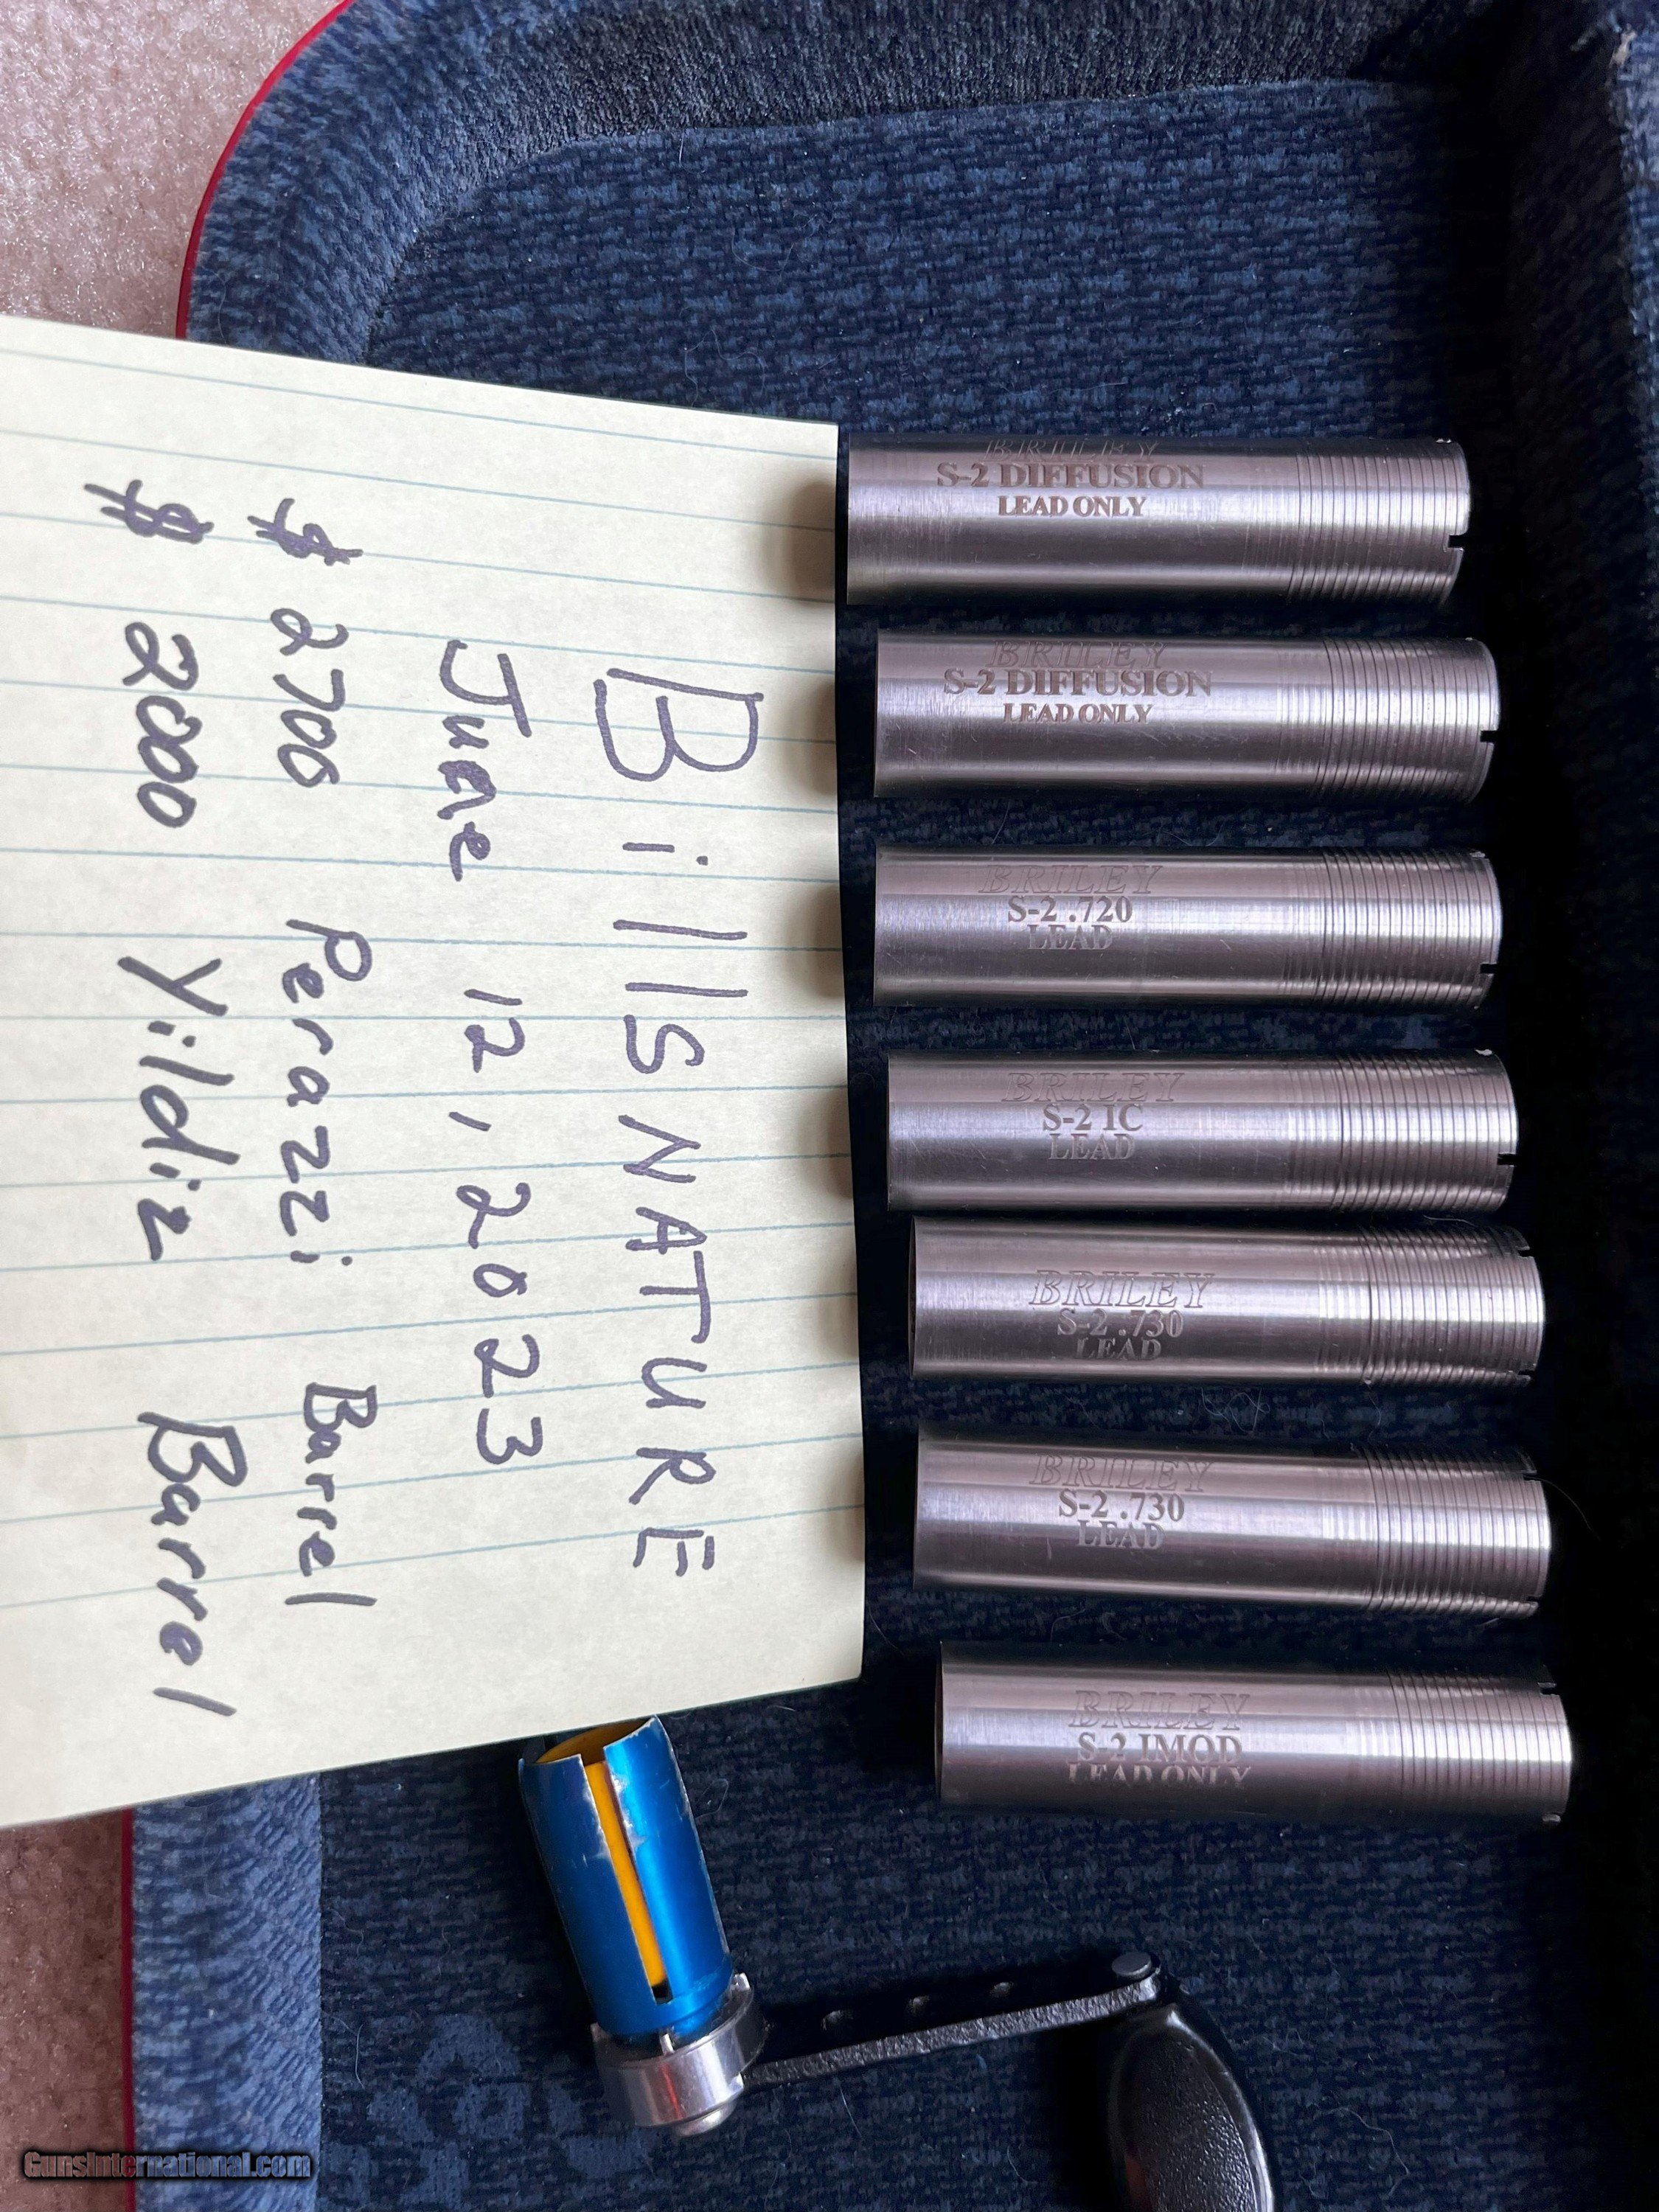 BillSNATURE
June 12, 2023
$ 2700 Perazzi Barrel
$ 2000 Yildiz Barrel
BRILEY
S-2 DIFFUSION
LEAD ONLY
BRILEY
S-2 DIFFUSION
LEAD ONLY
BRILEY
S-2 .720
LEAD
BRILEY
S-2 IC
LEAD
BRILEY
S-2 .730
LEAD
BRILEY
S-2 .730
LEAD
BRILEY
S-2 IMOD
LEAD ONLY
GunsInternational.com